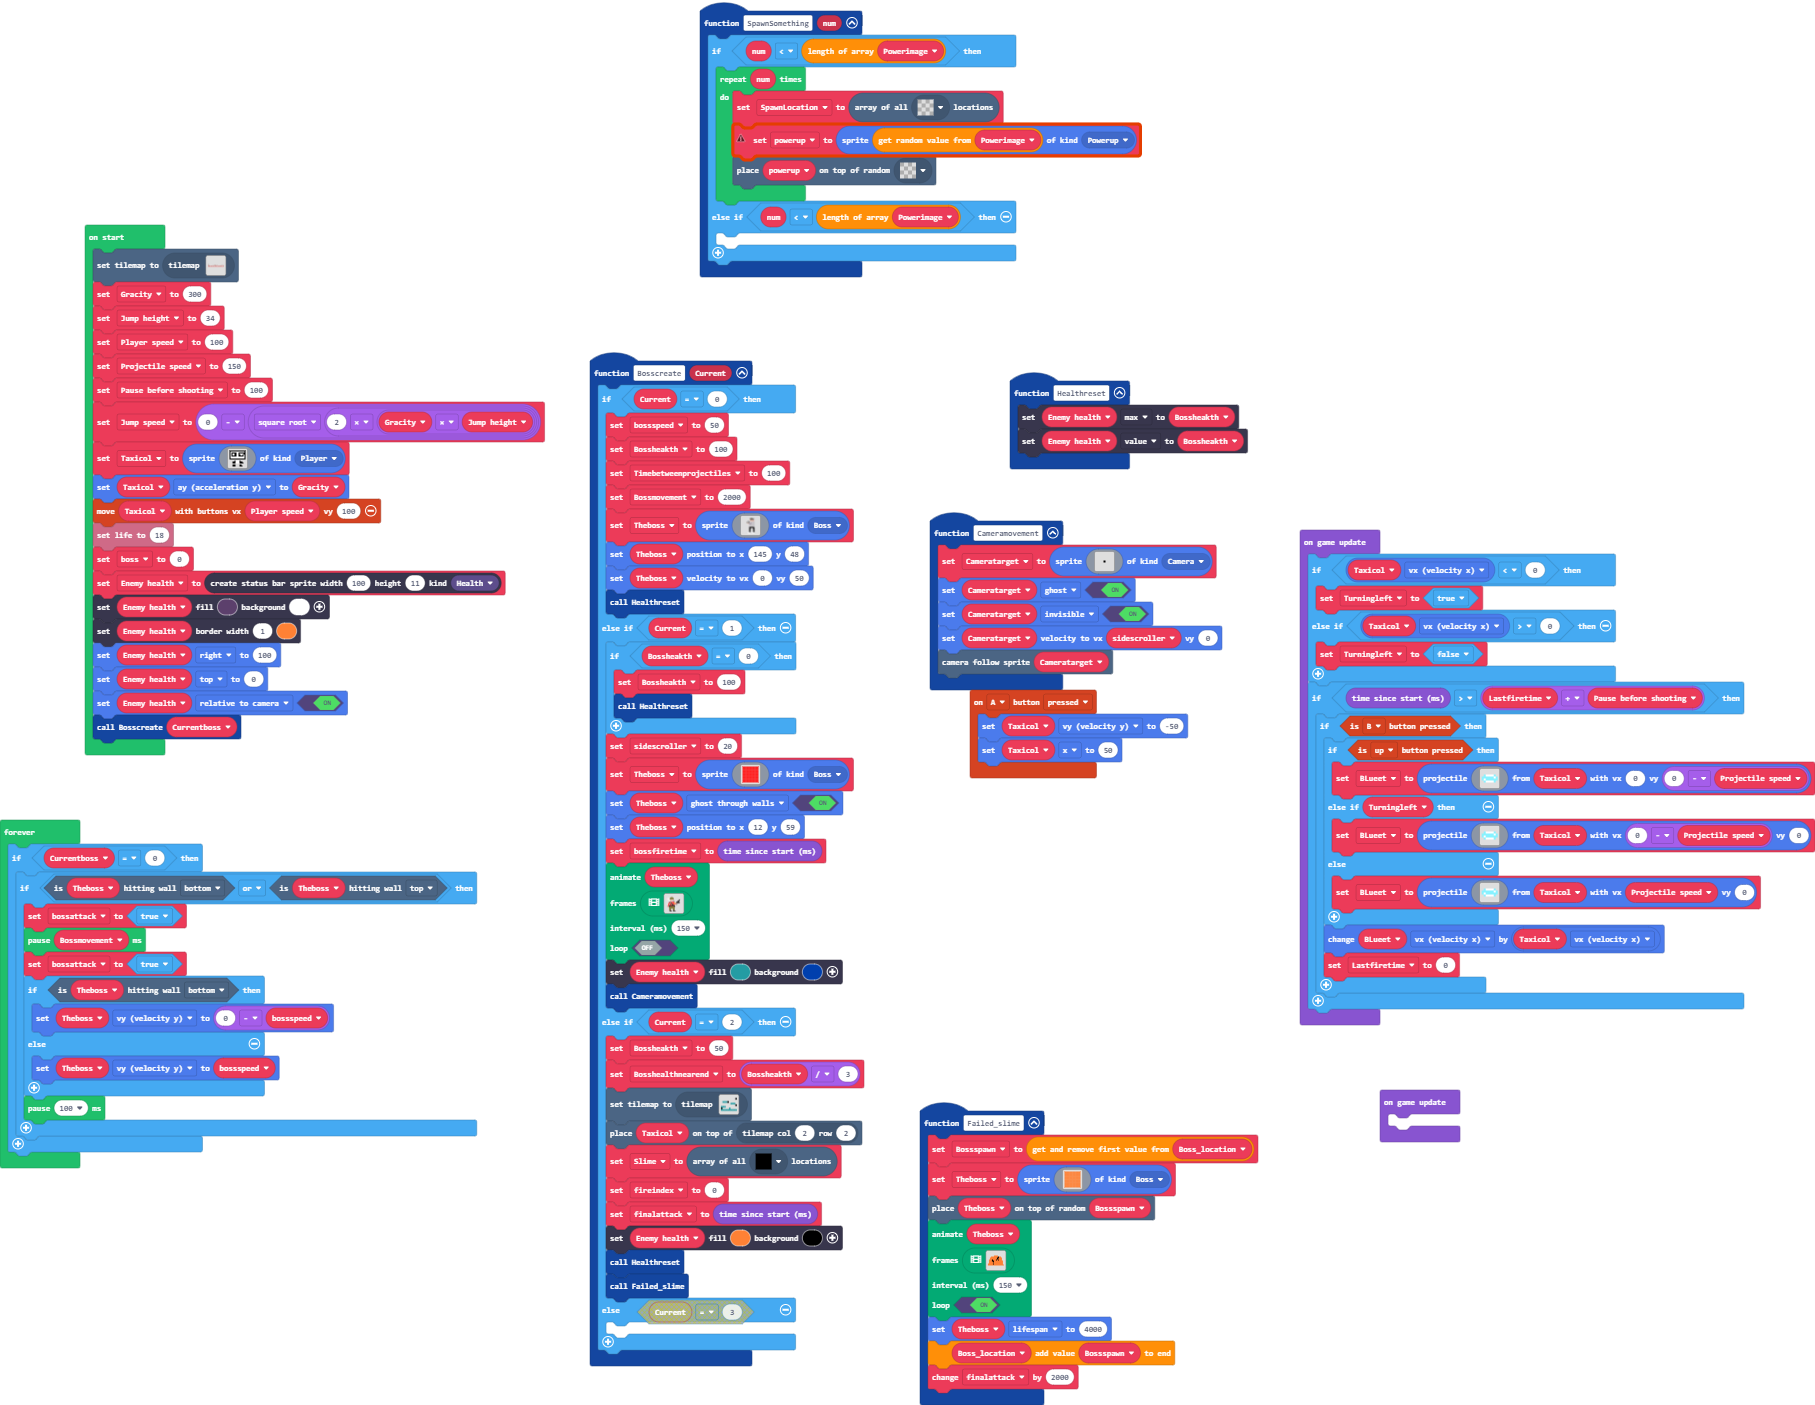 function SpawnSomething num
if num < length of array Powerimage then
repeat num times
do
set SpawnLocation to array of all locations
set powerup to sprite get random value from Powerimage of kind Powerup
place powerup on top of random
else if num < length of array Powerimage then
on start
set tilemap to tilemap
set Gracity to 300
set Jump height to 34
set Player speed to 100
set Projectile speed to 150
set Pause before shooting to 100
set Jump speed to 0 - square root 2 × Gracity × Jump height
set Taxicol to sprite of kind Player
set Taxicol ay (acceleration y) to Gracity
move Taxicol with buttons vx Player speed vy 100
set life to 18
set boss to 0
set Enemy health to create status bar sprite width 100 height 11 kind Health
set Enemy health fill background
set Enemy health border width 1
set Enemy health right to 100
set Enemy health top to 0
set Enemy health relative to camera ON
call Bosscreate Currentboss
forever
if Currentboss = 0 then
if is Theboss hitting wall bottom or is Theboss hitting wall top then
set bossattack to true
pause Bossmovement ms
set bossattack to true
if is Theboss hitting wall bottom then
set Theboss vy (velocity y) to 0 - bossspeed
else
set Theboss vy (velocity y) to bossspeed
pause 100 ms
function Bosscreate Current
if Current = 0 then
set bossspeed to 50
set Bossheakth to 100
set Timebetweenprojectiles to 100
set Bossmovement to 2000
set Theboss to sprite of kind Boss
set Theboss position to x 145 y 48
set Theboss velocity to vx 0 vy 50
call Healthreset
else if Current = 1 then
if Bossheakth = 0 then
set Bossheakth to 100
call Healthreset
set sidescroller to 20
set Theboss to sprite of kind Boss
set Theboss ghost through walls ON
set Theboss position to x 12 y 59
set bossfiretime to time since start (ms)
animate Theboss
frames
interval (ms) 150
loop OFF
set Enemy health fill background
call Cameramovement
else if Current = 2 then
set Bossheakth to 50
set Bosshealthnearend to Bossheakth / 3
set tilemap to tilemap
place Taxicol on top of tilemap col 2 row 2
set Slime to array of all locations
set fireindex to 0
set finalattack to time since start (ms)
set Enemy health fill background
call Healthreset
call Failed_slime
else Current = 3
function Healthreset
set Enemy health max to Bossheakth
set Enemy health value to Bossheakth
function Cameramovement
set Cameratarget to sprite of kind Camera
set Cameratarget ghost ON
set Cameratarget invisible ON
set Cameratarget velocity to vx sidescroller vy 0
camera follow sprite Cameratarget
on A button pressed
set Taxicol vy (velocity y) to -50
set Taxicol x to 50
function Failed_slime
set Bossspawn to get and remove first value from Boss_location
set Theboss to sprite of kind Boss
place Theboss on top of random Bossspawn
animate Theboss
frames
interval (ms) 150
loop ON
set Theboss lifespan to 4000
Boss_location add value Bossspawn to end
change finalattack by 2000
on game update
if Taxicol vx (velocity x) < 0 then
set Turningleft to true
else if Taxicol vx (velocity x) > 0 then
set Turningleft to false
if time since start (ms) > Lastfiretime + Pause before shooting then
if is B button pressed then
if is up button pressed then
set BLueet to projectile from Taxicol with vx 0 vy 0 - Projectile speed
else if Turningleft then
set BLueet to projectile from Taxicol with vx 0 - Projectile speed vy 0
else
set BLueet to projectile from Taxicol with vx Projectile speed vy 0
change BLueet vx (velocity x) by Taxicol vx (velocity x)
set Lastfiretime to 0
on game update